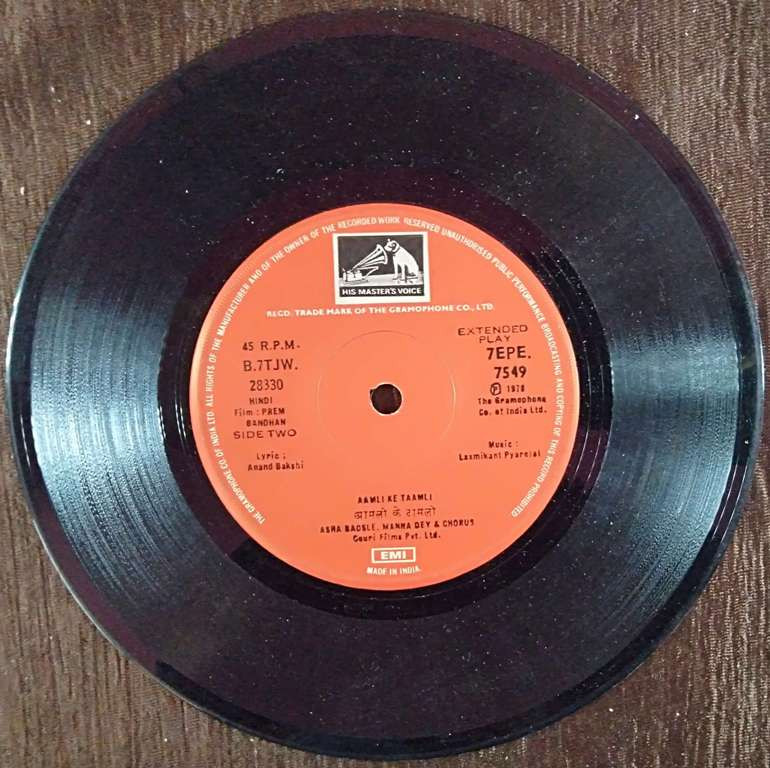 THE GRAMOPHONE CO. OF INDIA LTD. ALL RIGHTS OF THE MANUFACTURER AND OF THE OWNER OF THE RECORDED WORK RESERVED UNAUTHORISED PUBLIC PERFORMANCE BROADCASTING AND COPYING OF THIS RECORD PROHIBITED
HIS MASTER'S VOICE
REGD. TRADE MARK OF THE GRAMOPHONE CO., LTD.
45 R.P.M.
B.7TJW.
28330
HINDI
Film : PREM
BANDHAN
SIDE TWO
Lyric :
Anand Bakshi
EXTENDED
PLAY
7EPE.
7549
Ⓟ 1978
The Gramophone
Co. of India Ltd.
Music :
Laxmikant Pyarelal
AAMLI KE TAAMLI
आमली के टामली
ASHA BAOSLE, MANNA DEY & CHORUS
Gouri Films Pvt. Ltd.
EMI
MADE IN INDIA.